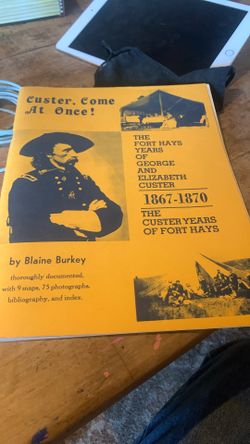 Custer, Come
At Once!
THE
FORT HAYS
YEARS
OF
GEORGE
AND
ELIZABETH
CUSTER
1867-1870
THE
CUSTER YEARS
OF FORT HAYS
by Blaine Burkey
thoroughly documented,
with 9 maps, 75 photographs,
bibliography, and index.